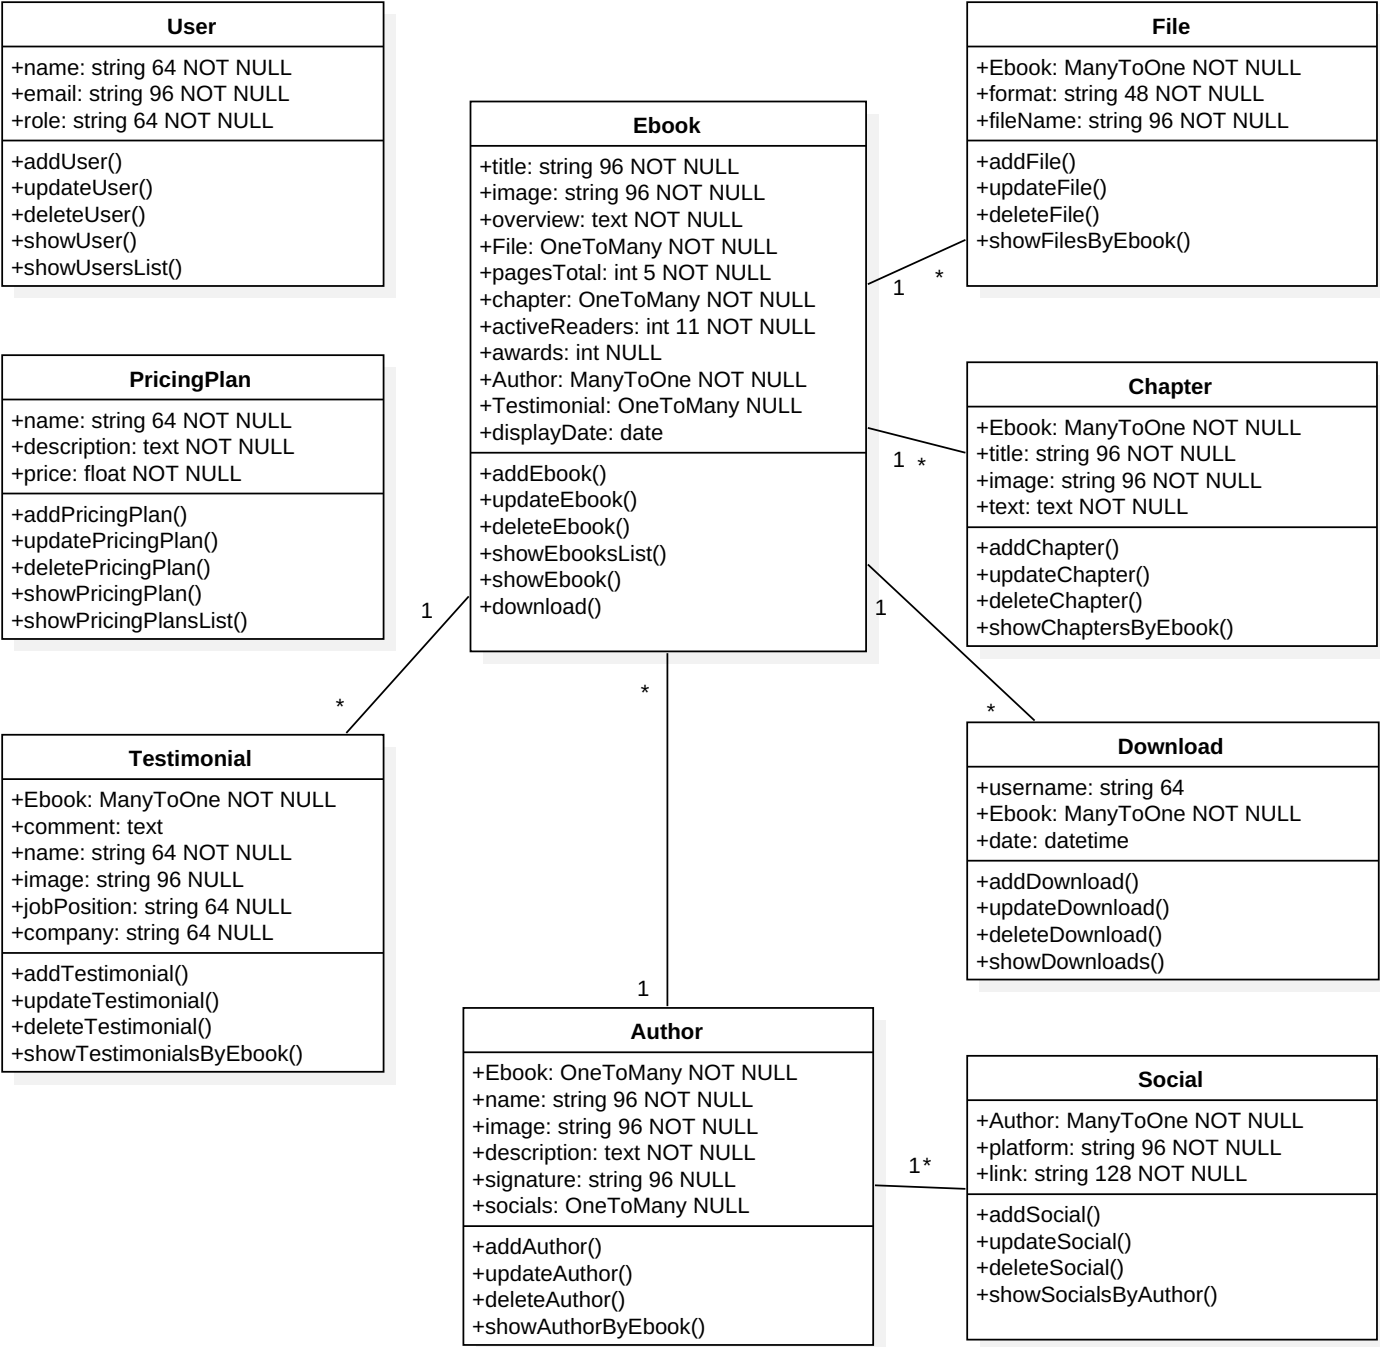 User
+name: string 64 NOT NULL
+email: string 96 NOT NULL
+role: string 64 NOT NULL
+addUser()
+updateUser()
+deleteUser()
+showUser()
+showUsersList()
PricingPlan
+name: string 64 NOT NULL
+description: text NOT NULL
+price: float NOT NULL
+addPricingPlan()
+updatePricingPlan()
+deletePricingPlan()
+showPricingPlan()
+showPricingPlansList()
Testimonial
+Ebook: ManyToOne NOT NULL
+comment: text
+name: string 64 NOT NULL
+image: string 96 NULL
+jobPosition: string 64 NULL
+company: string 64 NULL
+addTestimonial()
+updateTestimonial()
+deleteTestimonial()
+showTestimonialsByEbook()
1
*
Ebook
+title: string 96 NOT NULL
+image: string 96 NOT NULL
+overview: text NOT NULL
+File: OneToMany NOT NULL
+pagesTotal: int 5 NOT NULL
+chapter: OneToMany NOT NULL
+activeReaders: int 11 NOT NULL
+awards: int NULL
+Author: ManyToOne NOT NULL
+Testimonial: OneToMany NULL
+displayDate: date
+addEbook()
+updateEbook()
+deleteEbook()
+showEbooksList()
+showEbook()
+download()
*
1
Author
+Ebook: OneToMany NOT NULL
+name: string 96 NOT NULL
+image: string 96 NOT NULL
+description: text NOT NULL
+signature: string 96 NULL
+socials: OneToMany NULL
+addAuthor()
+updateAuthor()
+deleteAuthor()
+showAuthorByEbook()
1 *
1 *
1
*
1 *
File
+Ebook: ManyToOne NOT NULL
+format: string 48 NOT NULL
+fileName: string 96 NOT NULL
+addFile()
+updateFile()
+deleteFile()
+showFilesByEbook()
Chapter
+Ebook: ManyToOne NOT NULL
+title: string 96 NOT NULL
+image: string 96 NOT NULL
+text: text NOT NULL
+addChapter()
+updateChapter()
+deleteChapter()
+showChaptersByEbook()
Download
+username: string 64
+Ebook: ManyToOne NOT NULL
+date: datetime
+addDownload()
+updateDownload()
+deleteDownload()
+showDownloads()
Social
+Author: ManyToOne NOT NULL
+platform: string 96 NOT NULL
+link: string 128 NOT NULL
+addSocial()
+updateSocial()
+deleteSocial()
+showSocialsByAuthor()